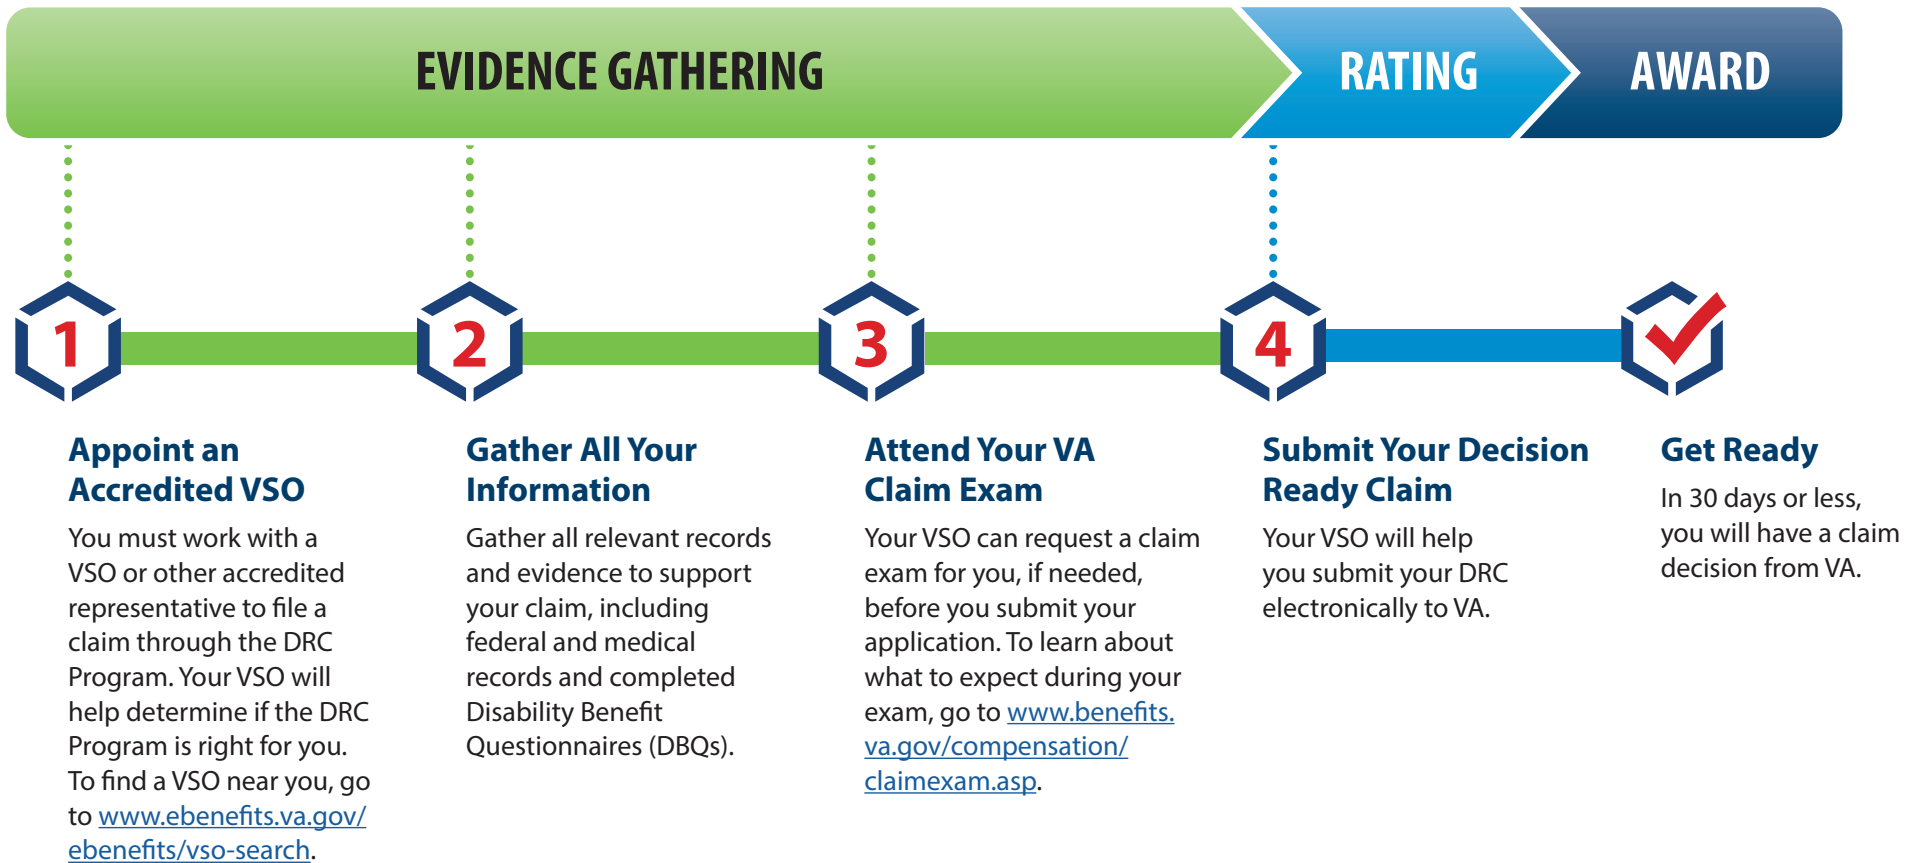 EVIDENCE GATHERING
RATING
AWARD
1
2
3
4
Appoint an
Accredited VSO
You must work with a
VSO or other accredited
representative to file a
claim through the DRC
Program. Your VSO will
help determine if the DRC
Program is right for you.
To find a VSO near you, go
to www.ebenefits.va.gov/
ebenefits/vso-search.
Gather All Your
Information
Gather all relevant records
and evidence to support
your claim, including
federal and medical
records and completed
Disability Benefit
Questionnaires (DBQs).
Attend Your VA
Claim Exam
Your VSO can request a claim
exam for you, if needed,
before you submit your
application. To learn about
what to expect during your
exam, go to www.benefits.
va.gov/compensation/
claimexam.asp.
Submit Your Decision
Ready Claim
Your VSO will help
you submit your DRC
electronically to VA.
Get Ready
In 30 days or less,
you will have a claim
decision from VA.